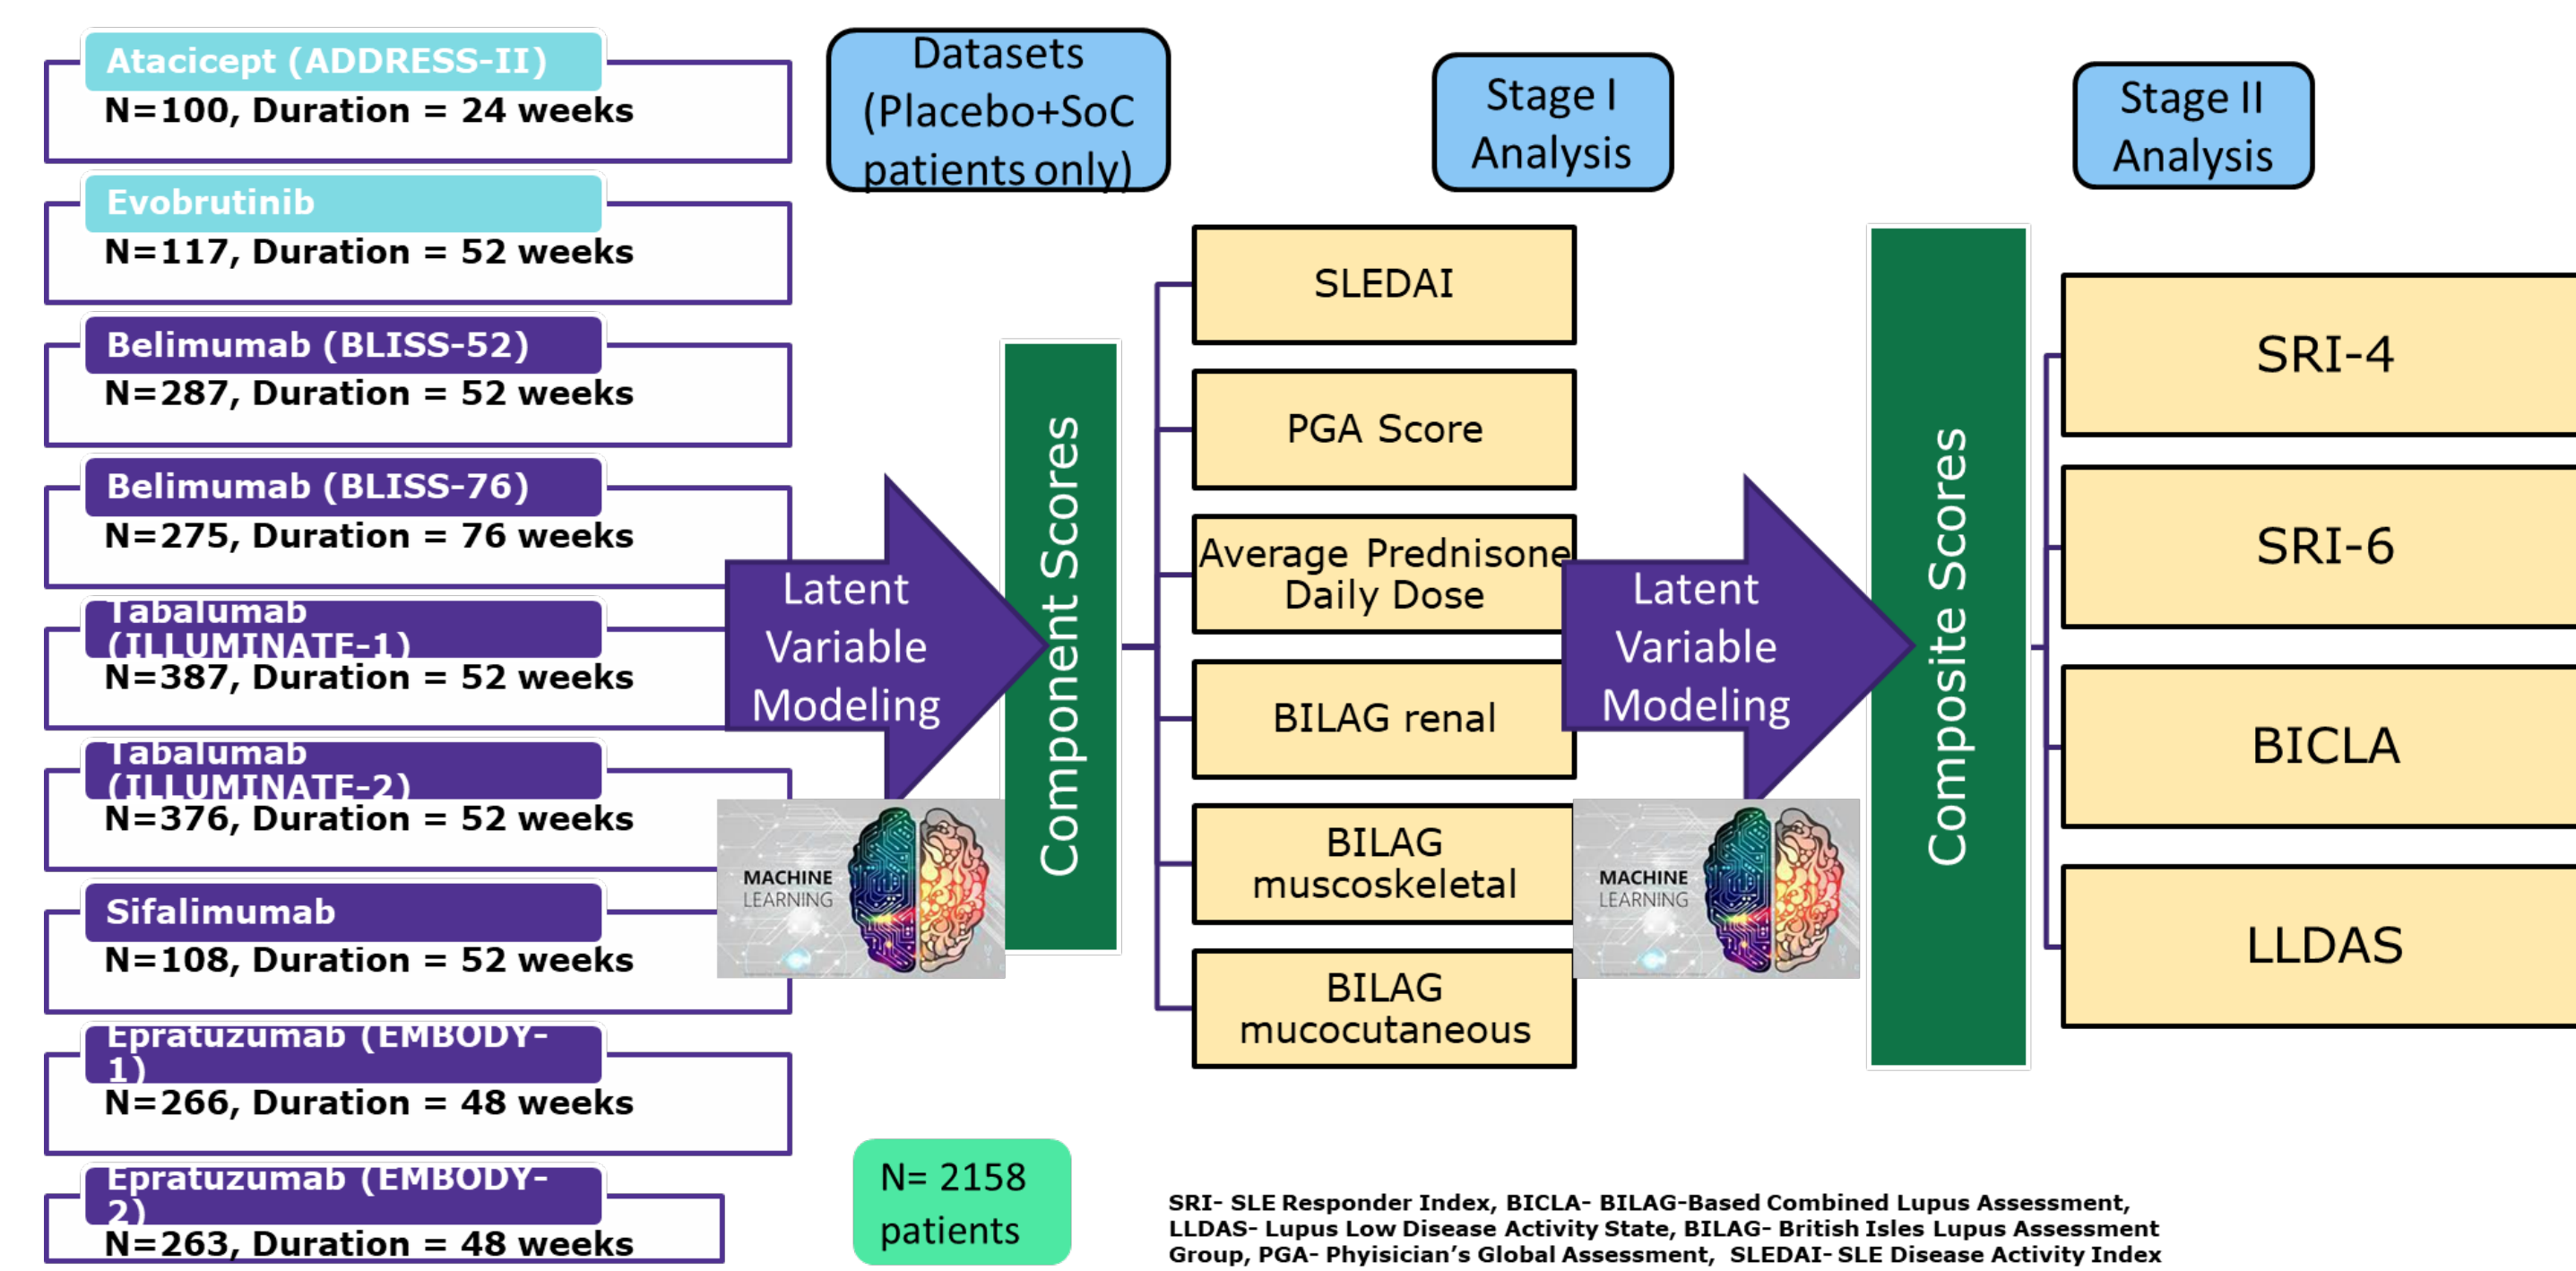 Atacicept (ADDRESS-II)
N=100, Duration = 24 weeks
Evobrutinib
N=117, Duration = 52 weeks
Belimumab (BLISS-52)
N=287, Duration = 52 weeks
Belimumab (BLISS-76)
N=275, Duration = 76 weeks
Tabalumab
(ILLUMINATE-1)
N=387, Duration = 52 weeks
Tabalumab
(ILLUMINATE-2)
N=376, Duration = 52 weeks
Sifalimumab
N=108, Duration = 52 weeks
Epratuzumab (EMBODY-
1)
N=266, Duration = 48 weeks
Epratuzumab (EMBODY-
2)
N=263, Duration = 48 weeks
Datasets
(Placebo+SoC
patients only)
Latent
Variable
Modeling
MACHINE
LEARNING
N= 2158
patients
Component Scores
Stage I
Analysis
SLEDAI
PGA Score
Average Prednisone
Daily Dose
BILAG renal
BILAG
muscoskeletal
BILAG
mucocutaneous
Latent
Variable
Modeling
MACHINE
LEARNING
Composite Scores
Stage II
Analysis
SRI-4
SRI-6
BICLA
LLDAS
SRI- SLE Responder Index, BICLA- BILAG-Based Combined Lupus Assessment,
LLDAS- Lupus Low Disease Activity State, BILAG- British Isles Lupus Assessment
Group, PGA- Phyisician's Global Assessment, SLEDAI- SLE Disease Activity Index